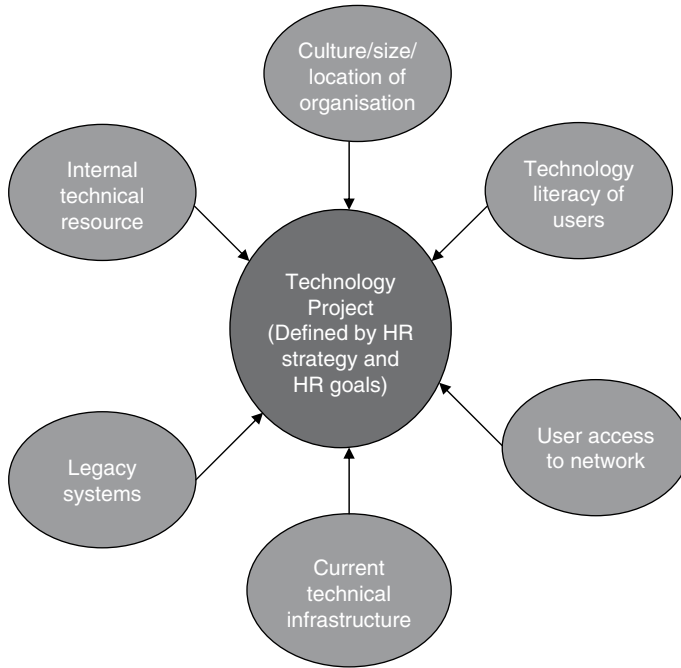 Culture/size/
location of
organisation
Internal
technical
resource
Technology
literacy of
users
Technology
Project
(Defined by HR
strategy and
HR goals)
User access
to network
Legacy
systems
Current
technical
infrastructure